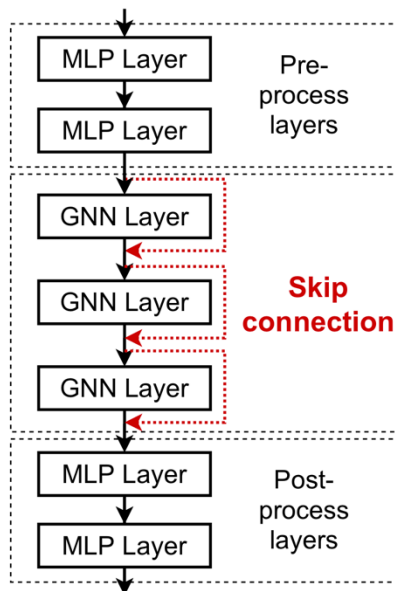 MLP Layer
MLP Layer
Pre-
process
layers
GNN Layer
GNN Layer
GNN Layer
Skip
connection
MLP Layer
MLP Layer
Post-
process
layers